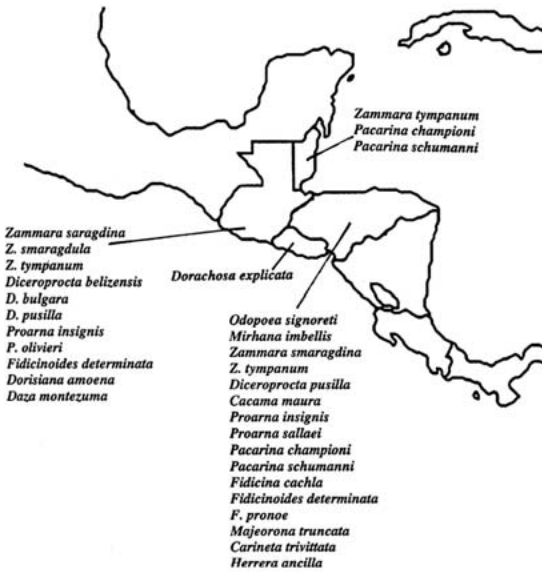 Zammara tympanum
Pacarina championi
Pacarina schumanni
Zammara saragdina
Z. smaragdula
Z. tympanum
Diceroprocta belizensis
D. bulgara
D. pusilla
Proarna insignis
P. olivieri
Fidicinoides determinata
Dorisiana amoena
Daza montezuma
Dorachosa explicata
Odopoea signoreti
Mirhana imbellis
Zammara smaragdina
Z. tympanum
Diceroprocta pusilla
Cacama maura
Proarna insignis
Proarna sallaei
Pacarina championi
Pacarina schumanni
Fidicina cachla
Fidicinoides determinata
F. pronoe
Majeorona truncata
Carineta trivittata
Herrera ancilla